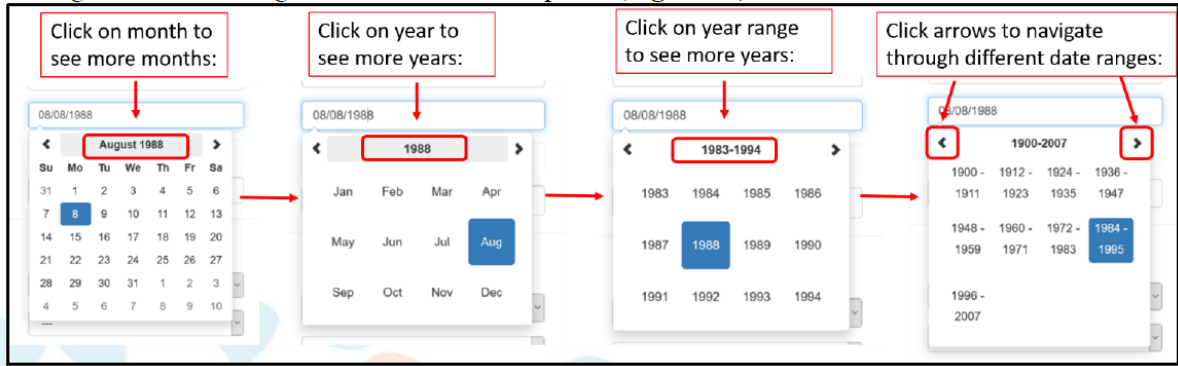 Click on month to
see more months:
Click on year to
see more years:
Click on year range
to see more years:
Click arrows to navigate
through different date ranges:
08/08/1988
August 1988
Su Mo Tu We Th Fr Sa
31 1 2 3 4 5 6
7 8 9 10 11 12 13
14 15 16 17 18 19 20
21 22 23 24 25 26 27
28 29 30 31 1 2 3
4 5 6 7 8 9 10
---
08/08/1988
1988
Jan Feb Mar Apr
May Jun Jul Aug
Sep Oct Nov Dec
08/08/1988
1983-1994
1983 1984 1985 1986
1987 1988 1989 1990
1991 1992 1993 1994
08/08/1988
1900-2007
1900 - 1912 - 1924 - 1936 -
1911 1923 1935 1947
1948 - 1960 - 1972 - 1984 -
1959 1971 1983 1995
1996 -
2007